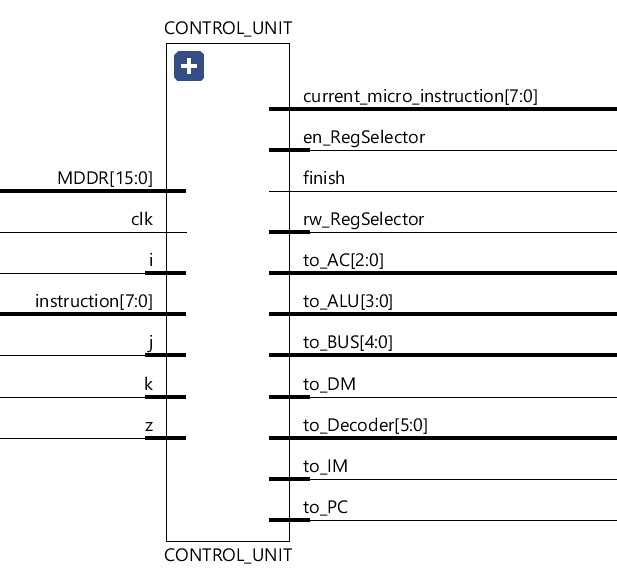 CONTROL_UNIT
current_micro_instruction[7:0]
en_RegSelector
MDDR[15:0]
finish
clk
rw_RegSelector
i
to_AC[2:0]
instruction[7:0]
to_ALU[3:0]
j
to_BUS[4:0]
k
to_DM
z
to_Decoder[5:0]
to_IM
to_PC
CONTROL_UNIT